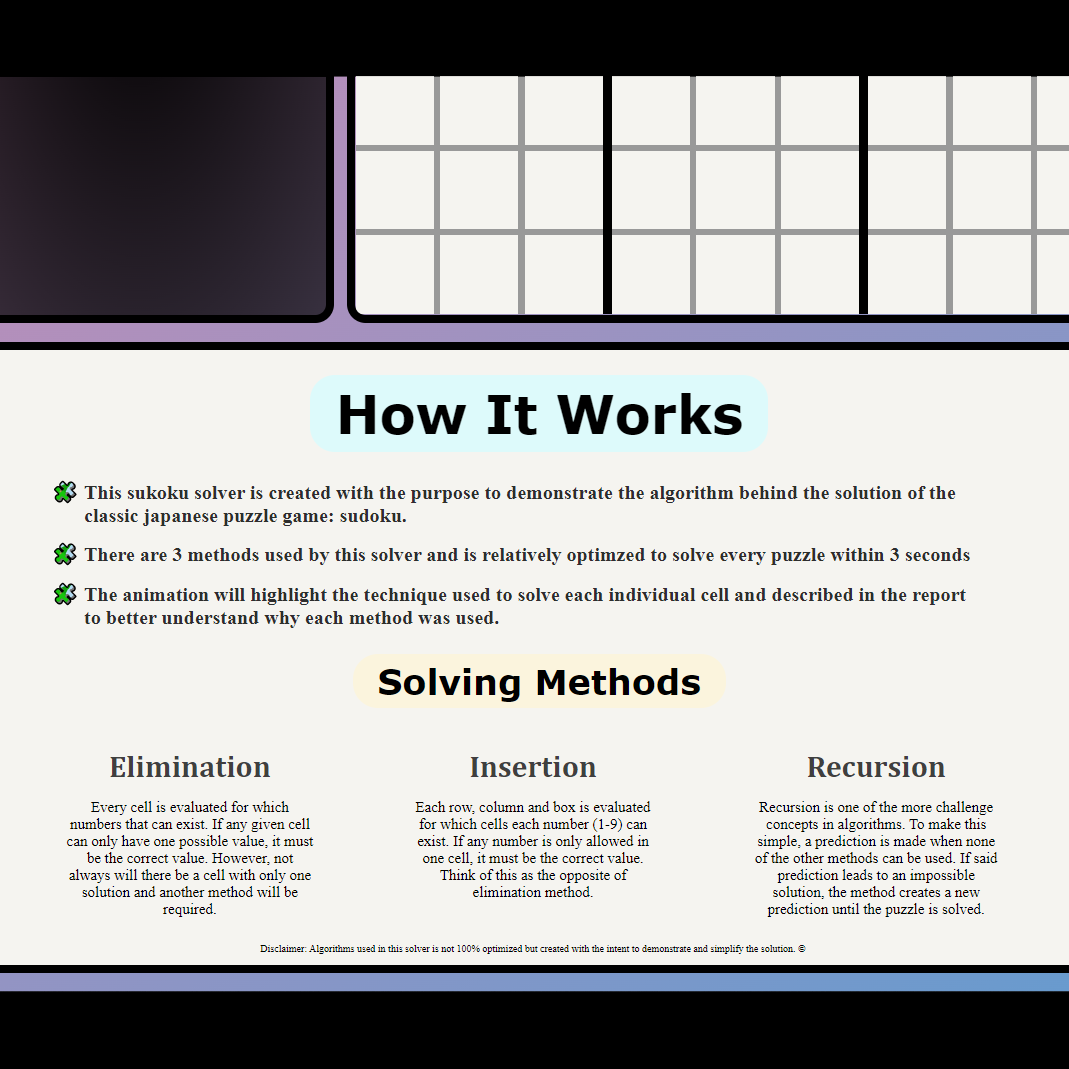 How It Works
This sukoku solver is created with the purpose to demonstrate the algorithm behind the solution of the
classic japanese puzzle game: sudoku.
There are 3 methods used by this solver and is relatively optimzed to solve every puzzle within 3 seconds
The animation will highlight the technique used to solve each individual cell and described in the report
to better understand why each method was used.
Solving Methods
Elimination
Every cell is evaluated for which
numbers that can exist. If any given cell
can only have one possible value, it must
be the correct value. However, not
always will there be a cell with only one
solution and another method will be
required.
Insertion
Each row, column and box is evaluated
for which cells each number (1-9) can
exist. If any number is only allowed in
one cell, it must be the correct value.
Think of this as the opposite of
elimination method.
Recursion
Recursion is one of the more challenge
concepts in algorithms. To make this
simple, a prediction is made when none
of the other methods can be used. If said
prediction leads to an impossible
solution, the method creates a new
prediction until the puzzle is solved.
Disclaimer: Algorithms used in this solver is not 100% optimized but created with the intent to demonstrate and simplify the solution. ©